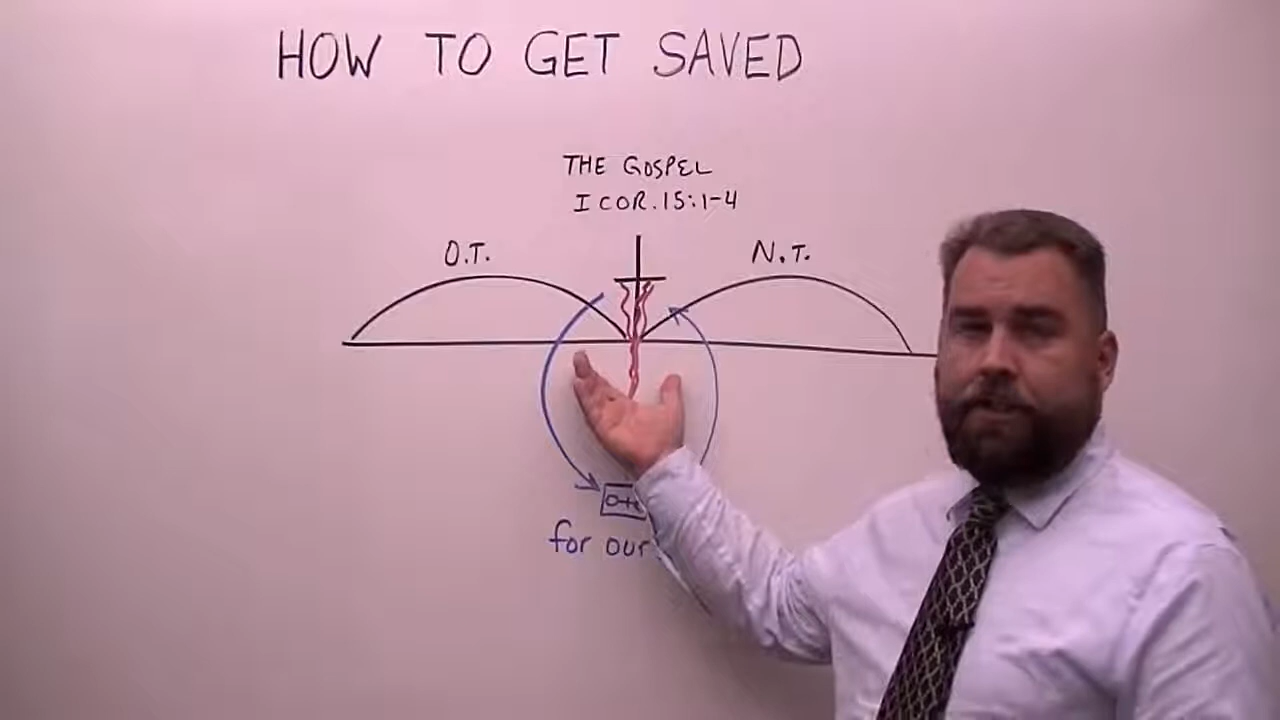 HOW TO GET SAVED
THE GOSPEL
I COR. 15:1-4
O.T.
N.T.
for our